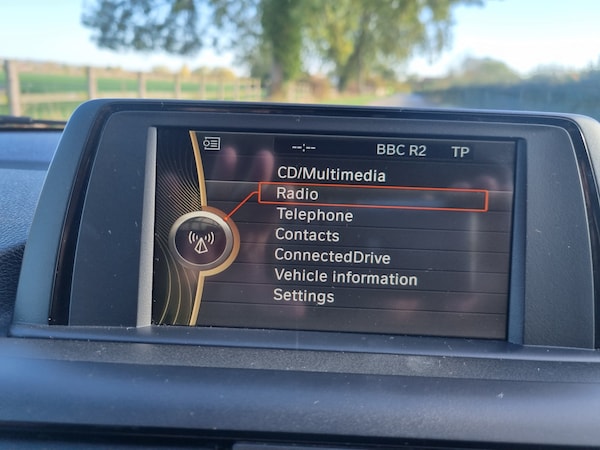 --:-- BBC R2 TP
CD/Multimedia
Radio
Telephone
Contacts
ConnectedDrive
Vehicle information
Settings